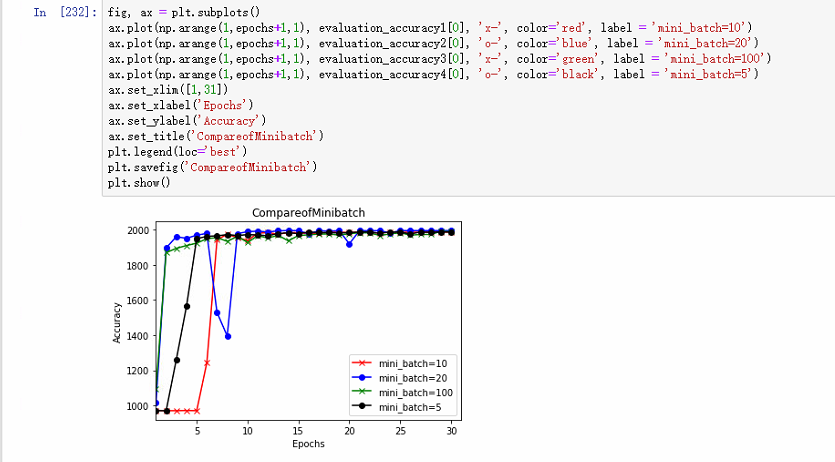 In [232]: fig, ax = plt.subplots()
ax.plot(np.arange(1,epochs+1,1), evaluation_accuracy1[0], 'x-', color='red', label = 'mini_batch=10')
ax.plot(np.arange(1,epochs+1,1), evaluation_accuracy2[0], 'o-', color='blue', label = 'mini_batch=20')
ax.plot(np.arange(1,epochs+1,1), evaluation_accuracy3[0], 'x-', color='green', label = 'mini_batch=100')
ax.plot(np.arange(1,epochs+1,1), evaluation_accuracy4[0], 'o-', color='black', label = 'mini_batch=5')
ax.set_xlim([1,31])
ax.set_xlabel('Epochs')
ax.set_ylabel('Accuracy')
ax.set_title('CompareofMinibatch')
plt.legend(loc='best')
plt.savefig('CompareofMinibatch')
plt.show()
CompareofMinibatch
2000
1800
1600
1400
1200
1000
Accuracy
mini_batch=10
mini_batch=20
mini_batch=100
mini_batch=5
5 10 15 20 25 30
Epochs